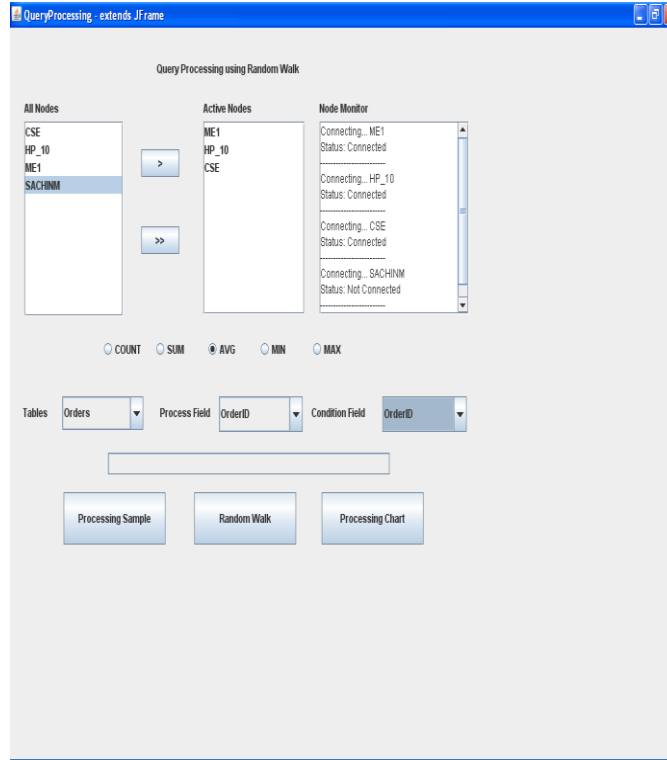 QueryProcessing - extends JFrame
Query Processing using Random Walk
All Nodes
CSE
HP_10
ME1
SACHINM
>
>>
Active Nodes
ME1
HP_10
CSE
Node Monitor
Connecting... ME1
Status: Connected
------------------------
Connecting... HP_10
Status: Connected
------------------------
Connecting... CSE
Status: Connected
------------------------
Connecting... SACHINM
Status: Not Connected
------------------------
COUNT SUM AVG MIN MAX
Tables Orders Process Field OrderID Condition Field OrderID
Processing Sample Random Walk Processing Chart